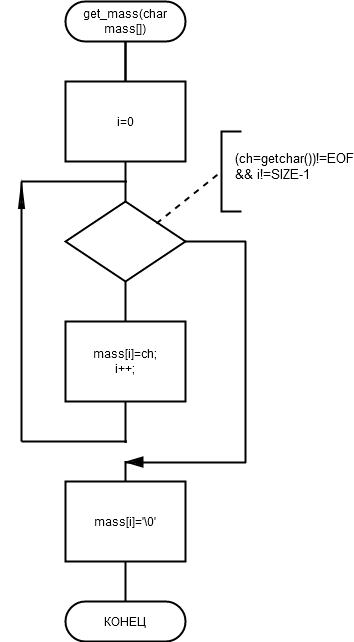 get_mass(char
mass[])
i=0
(ch=getchar())!=EOF
&& i!=SIZE-1
mass[i]=ch;
i++;
mass[i]='\0'
КОНЕЦ